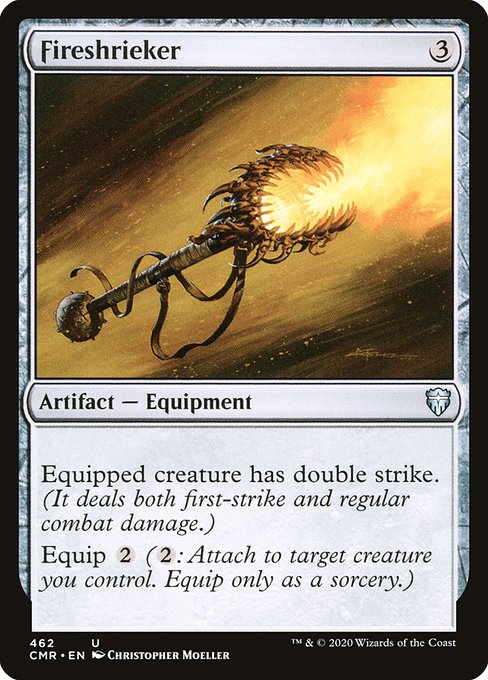 Fireshrieker 3
Artifact — Equipment
Equipped creature has double strike.
(It deals both first-strike and regular
combat damage.)
Equip 2 (2: Attach to target creature
you control. Equip only as a sorcery.)
462 U
CMR • EN Christopher Moeller
™ & © 2020 Wizards of the Coast